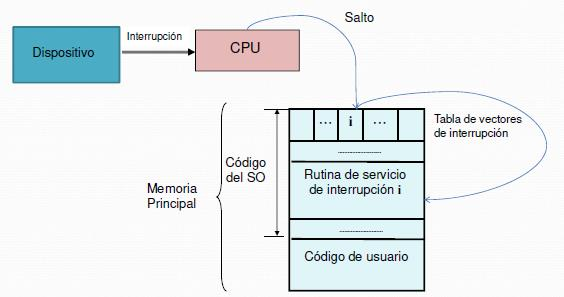 Salto
Interrupción
Dispositivo
CPU
... i ...
Tabla de vectores
de interrupción
Código
del SO
Rutina de servicio
de interrupción i
Memoria
Principal
Código de usuario